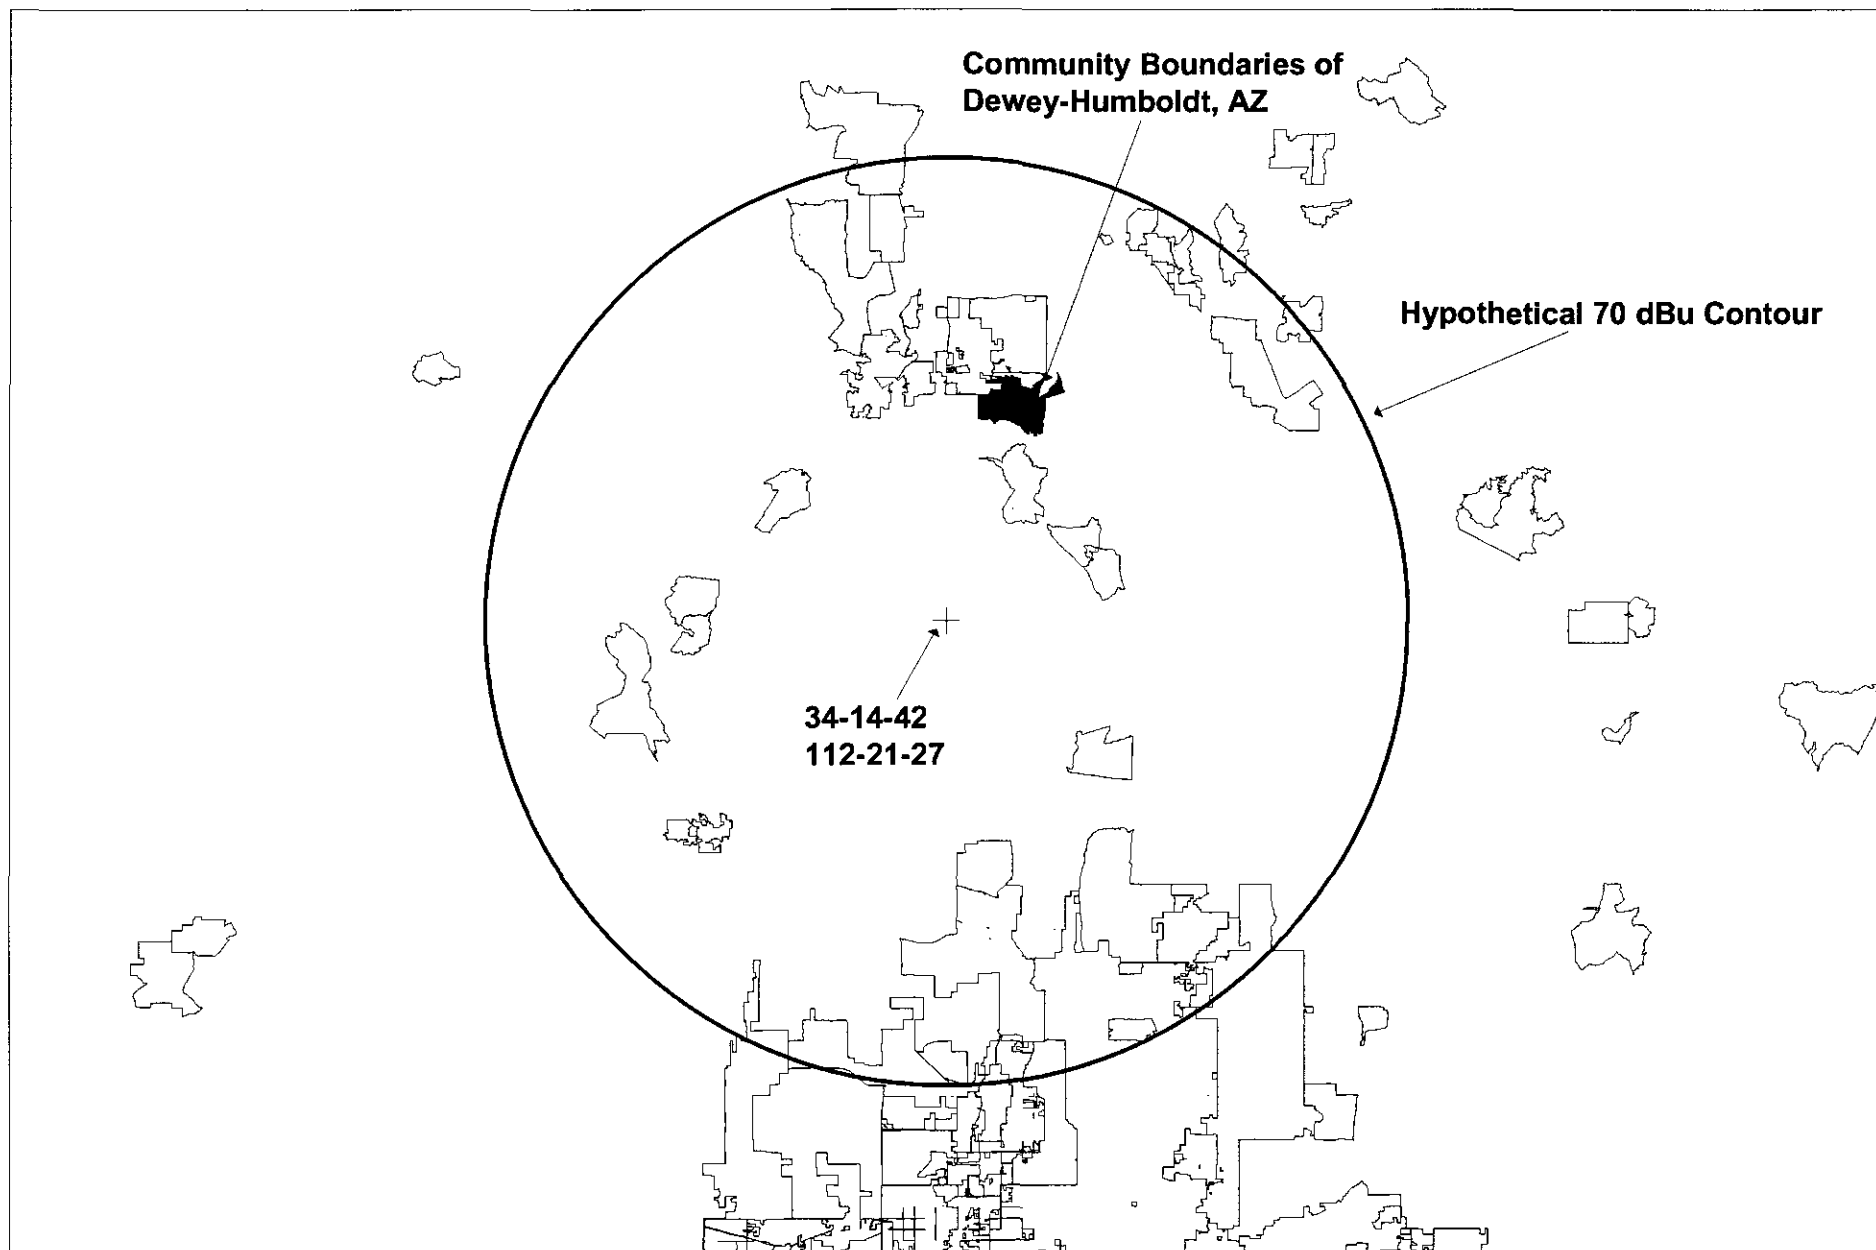 Community Boundaries of
Dewey-Humboldt, AZ
Hypothetical 70 dBu Contour
34-14-42
112-21-27